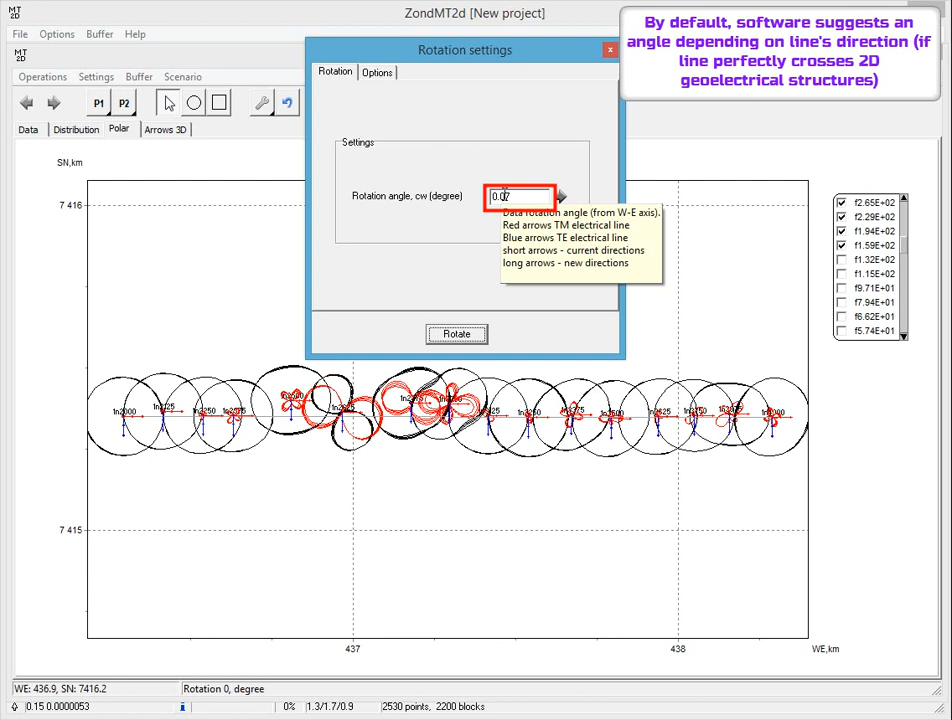 MT
2D
ZondMT2d [New project]
By default, software suggests an
angle depending on line's direction (if
line perfectly crosses 2D
geoelectrical structures)
File Options Buffer Help
MT
2D
Operations Settings Buffer Scenario
P1 P2
Data Distribution Polar Arrows 3D
Rotation settings
x
Rotation Options
Settings
Rotation angle, cw (degree)
0.07
Data rotation angle (from W-E axis).
Red arrows TM electrical line
Blue arrows TE electrical line
short arrows - current directions
long arrows - new directions
Rotate
SN,km
7 416
7 415
f2.65E+02
f2.29E+02
f1.94E+02
f1.59E+02
f1.32E+02
f1.15E+02
f9.71E+01
f7.94E+01
f6.62E+01
f5.74E+01
437 438 WE,km
WE: 436.9, SN: 7416.2 Rotation 0, degree
0.15 0.0000053 0% 1.3/1.7/0.9 2530 points, 2200 blocks